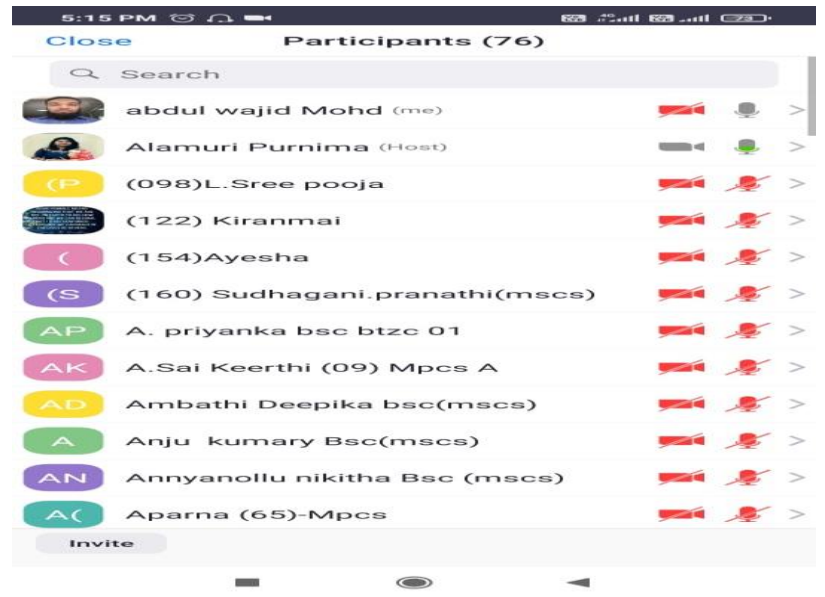 5:15 PM
73
Close Participants (76)
Search
abdul wajid Mohd (me)
Alamuri Purnima (Host)
(P (098)L.Sree pooja
(122) Kiranmai
( (154)Ayesha
(S (160) Sudhagani.pranathi(mscs)
AP A. priyanka bsc btzc 01
AK A.Sai Keerthi (09) Mpcs A
AD Ambathi Deepika bsc(mscs)
A Anju kumary Bsc(mscs)
AN Annyanollu nikitha Bsc (mscs)
A( Aparna (65)-Mpcs
Invite